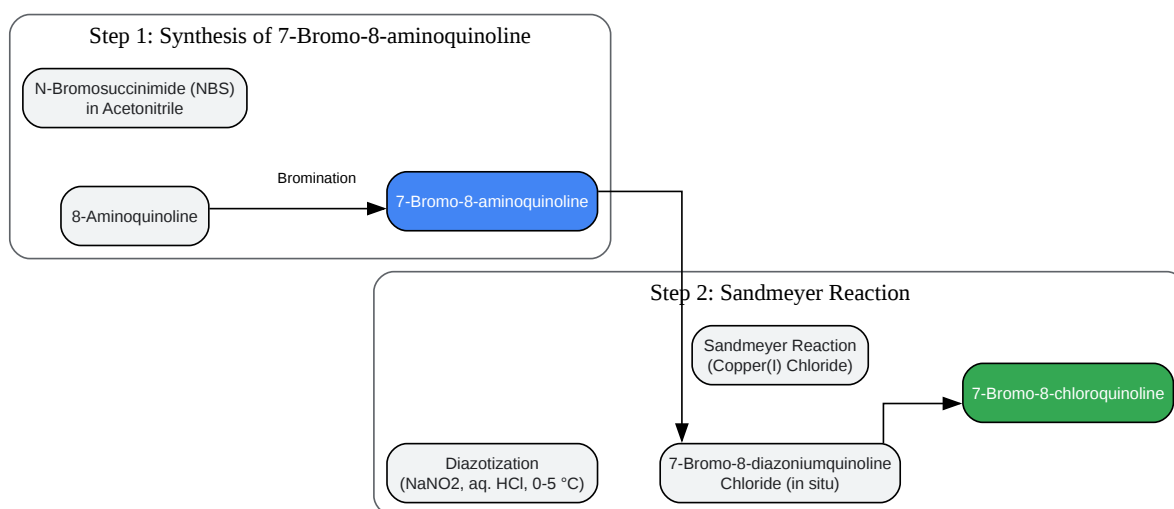 Step 1: Synthesis of 7-Bromo-8-aminoquinoline
N-Bromosuccinimide (NBS)
in Acetonitrile
Bromination
8-Aminoquinoline
7-Bromo-8-aminoquinoline
Step 2: Sandmeyer Reaction
Sandmeyer Reaction
(Copper(I) Chloride)
7-Bromo-8-chloroquinoline
Diazotization
(NaNO2, aq. HCl, 0-5 °C)
7-Bromo-8-diazoniumquinoline
Chloride (in situ)